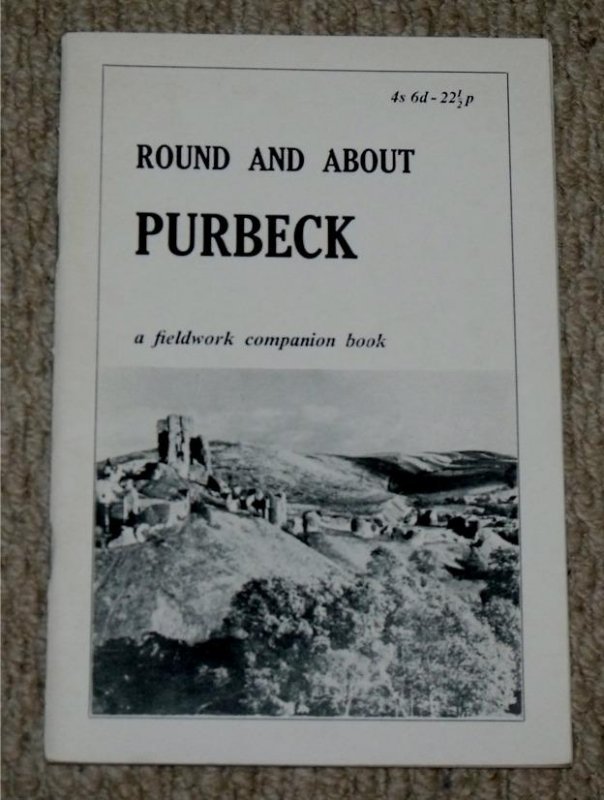 4s 6d - 22½p
ROUND AND ABOUT
PURBECK
a fieldwork companion book